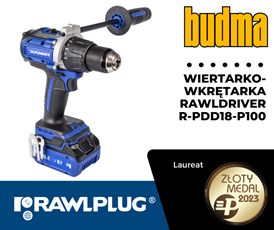 budma
WIERTARKO-
WKRĘTARKA
RAWLDRIVER
R-PDD18-P100
Laureat
ZŁOTY
MEDAL
2023
RAWLPLUG®